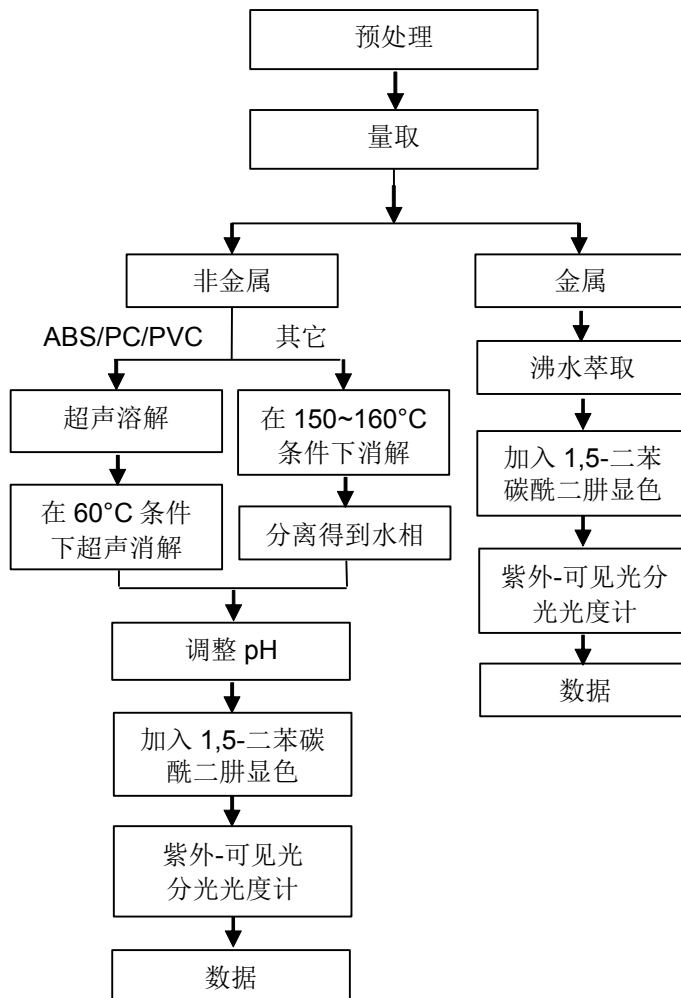 预处理
量取
非金属
金属
ABS/PC/PVC
其它
沸水萃取
超声溶解
在 150~160°C
条件下消解
加入 1,5-二苯
碳酰二肼显色
在 60°C 条件
下超声消解
分离得到水相
紫外-可见光分
光光度计
调整 pH
数据
加入 1,5-二苯碳
酰二肼显色
紫外-可见光
分光光度计
数据